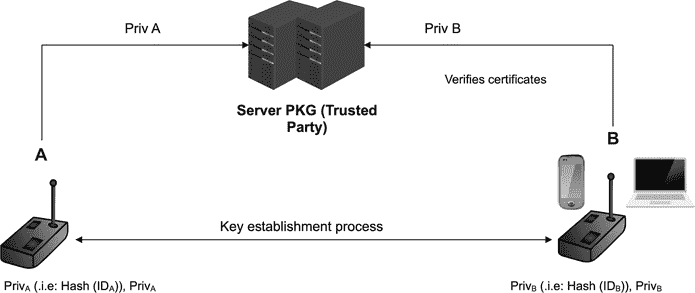 Priv A
Priv B
Verifies certificates
Server PKG (Trusted
Party)
A
B
Key establishment process
PrivA (.i.e: Hash (IDA)), PrivA
PrivB (.i.e: Hash (IDB)), PrivB